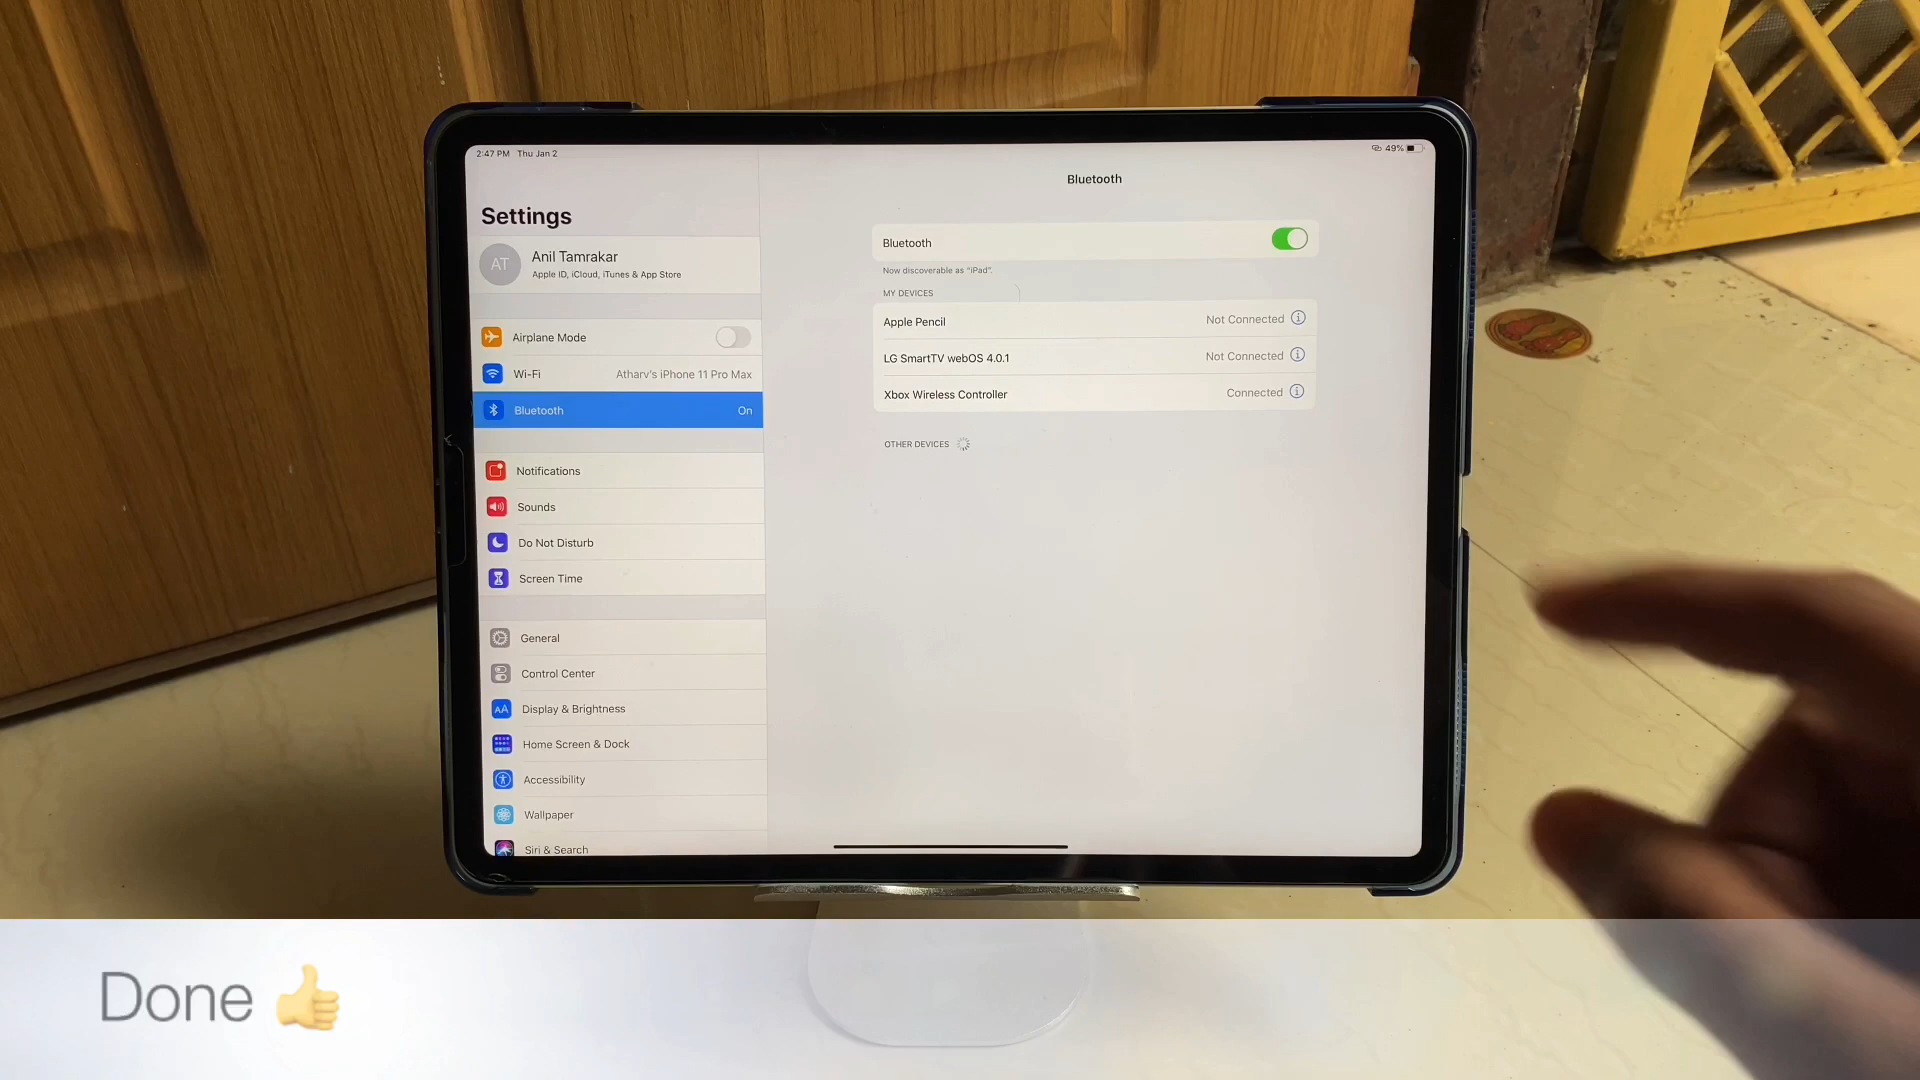 2:47 PM Thu Jan 2
49%
Settings
AT
Anil Tamrakar
Apple ID, iCloud, iTunes & App Store
Airplane Mode
Wi-Fi Atharv's iPhone 11 Pro Max
Bluetooth On
Notifications
Sounds
Do Not Disturb
Screen Time
General
Control Center
AA Display & Brightness
Home Screen & Dock
Accessibility
Wallpaper
Siri & Search
Bluetooth
Bluetooth
Now discoverable as "iPad".
MY DEVICES
Apple Pencil Not Connected
LG SmartTV webOS 4.0.1 Not Connected
Xbox Wireless Controller Connected
OTHER DEVICES
Done 👍